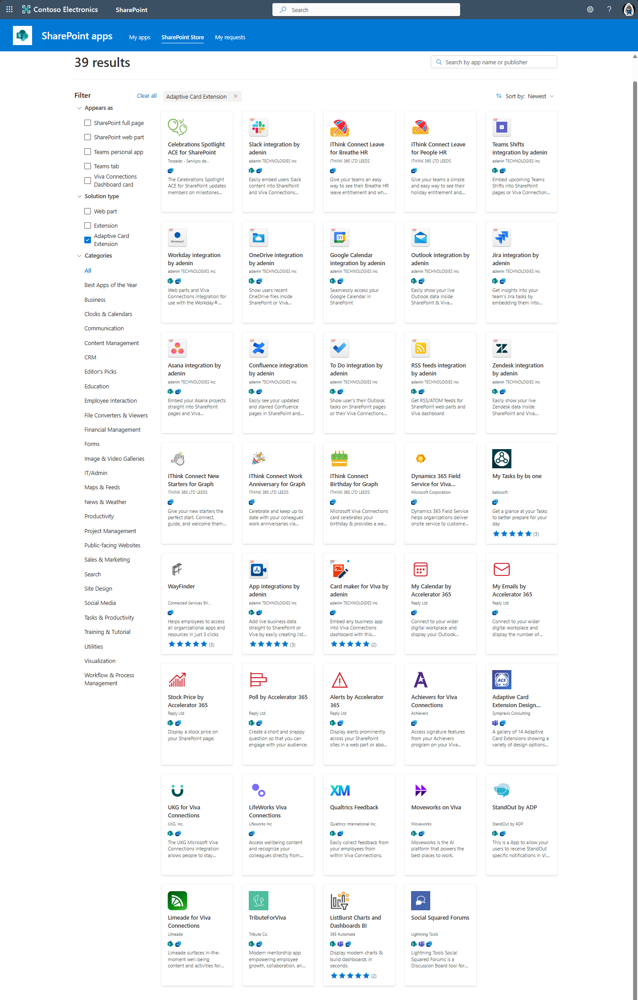 Contoso Electronics
SharePoint
Search
SharePoint apps
My apps
SharePoint Store
My requests
39 results
Search by app name or publisher
Filter
Clear all
Adaptive Card Extension
Sort by: Newest
Appears as
SharePoint full page
SharePoint web part
Teams personal app
Teams tab
Viva Connections
Dashboard card
Solution type
Web part
Extension
Adaptive Card
Extension
Categories
All
Best Apps of the Year
Business
Clocks & Calendars
Communication
Content Management
CRM
Editor's Picks
Education
Employee Interaction
File Converters & Viewers
Financial Management
Forms
Image & Video Galleries
IT/Admin
Maps & Feeds
News & Weather
Productivity
Project Management
Public-facing Websites
Sales & Marketing
Search
Site Design
Social Media
Tasks & Productivity
Training & Tutorial
Utilities
Visualization
Workflow & Process
Management
Celebrations Spotlight
ACE for SharePoint
Torpedo - Serviços de...
The Celebrations Spotlight
ACE for SharePoint updates
members on milestones...
Slack integration by
adenin
adenin TECHNOLOGIES Inc
Easily embed users Slack
content into SharePoint
and Viva Connections...
iThink Connect Leave
for Breathe HR
ITHINK 365 LTD LEEDS
Give your teams an easy
way to see their Breathe HR
leave entitlement and wh...
iThink Connect Leave
for People HR
ITHINK 365 LTD LEEDS
Give your teams a simple
and easy way to see their
holiday entitlement and...
Teams Shifts
integration by adenin
adenin TECHNOLOGIES Inc
Embed upcoming Teams
Shifts into SharePoint
pages or Viva Connection...
Workday®
Workday integration
by adenin
adenin TECHNOLOGIES Inc
Web parts and Viva
Connections integration for
use with the Workday®...
OneDrive integration
by adenin
adenin TECHNOLOGIES Inc
Show users recent
OneDrive files inside
SharePoint or Viva...
31
Google Calendar
integration by adenin
adenin TECHNOLOGIES Inc
Seamlessly access your
Google Calendar in
SharePoint
Outlook integration by
adenin
adenin TECHNOLOGIES Inc
Easily show your live
Outlook data inside
SharePoint & Viva...
Jira integration by
adenin
adenin TECHNOLOGIES Inc
Get insights into your
team's Jira tasks by
embedding them into...
Asana integration by
adenin
adenin TECHNOLOGIES Inc
Embed your Asana projects
straight into SharePoint
pages and Viva...
Confluence integration
by adenin
adenin TECHNOLOGIES Inc
Easily see your updated
and starred Confluence
pages in SharePoint and...
To Do integration by
adenin
adenin TECHNOLOGIES Inc
Show user's their Outlook
tasks on SharePoint pages
or their Viva Connections...
RSS feeds integration
by adenin
adenin TECHNOLOGIES Inc
Get RSS/ATOM feeds for
SharePoint web parts and
Viva dashboard
Zendesk integration
by adenin
adenin TECHNOLOGIES Inc
Easily show your live
Zendesk data inside
SharePoint and Viva...
iThink Connect New
Starters for Graph
ITHINK 365 LTD LEEDS
Give your new starters the
perfect start. Connect,
guide, and welcome them...
iThink Connect Work
Anniversary for Graph
ITHINK 365 LTD LEEDS
Celebrate and keep up to
date with your colleagues'
work anniversaries via...
iThink Connect
Birthday for Graph
ITHINK 365 LTD LEEDS
Microsoft Viva Connections
card celebrates your
birthday & provides a we...
Dynamics 365 Field
Service for Viva...
Microsoft Corporation
Dynamics 365 Field Service
helps organizations deliver
onsite service to custome...
My Tasks by bs one
baliosoft
Get a glance at your Tasks
to better prepare for your
day
(3)
WayFinder
Connected Services BV...
Helps employees to access
all organizational apps and
resources in just 3 clicks
(3)
App integrations by
adenin
adenin TECHNOLOGIES Inc
Add live business data
straight to SharePoint or
Viva by easily creating list...
(3)
Card maker for Viva by
adenin
adenin TECHNOLOGIES Inc
Embed any business app
into Viva Connections
dashboard with this...
(2)
My Calendar by
Accelerator 365
Reply Ltd
Connect to your wider
digital workplace and
display your Outlook...
My Emails by
Accelerator 365
Reply Ltd
Connect to your wider
digital workplace and
display the number of...
Stock Price by
Accelerator 365
Reply Ltd
Display a stock price on
your SharePoint page.
Poll by Accelerator 365
Reply Ltd
Create a short and snappy
question so that you can
engage with your audience.
Alerts by Accelerator
365
Reply Ltd
Display alerts prominently
across your SharePoint
sites in a web part or abo...
Achievers for Viva
Connections
Achievers
Access signature features
from your Achievers
program on your Viva...
ACE
Adaptive Card
Extension Design...
Sympraxis Consulting
A gallery of 14 Adaptive
Card Extensions showing a
variety of design options...
UKG for Viva
Connections
UKG, Inc.
The UKG Microsoft Viva
Connections integration
allows people to stay...
LifeWorks Viva
Connections
Lifeworks Inc
Access wellbeing content
and recognize your
colleagues directly from...
XM
Qualtrics Feedback
Qualtrics International Inc.
Easily collect feedback from
your employees from
within Viva Connections.
Moveworks on Viva
Moveworks
Moveworks is the AI
platform that powers the
best places to work.
StandOut by ADP
StandOut by ADP
This is a App to allow your
users to receive StandOut
specific notifications in Vi...
Limeade for Viva
Connections
Limeade
Limeade surfaces in-the-
moment well-being
content and activities for...
TributeForViva
Tribute Co.
Modern mentorship app
empowering employee
growth, collaboration, an...
ListBurst Charts and
Dashboards BI
365 Automate
Display modern charts &
build dashboards in
seconds.
(2)
Social Squared Forums
Lightning Tools
Lightning Tools Social
Squared Forums is a
Discussion Board tool for...